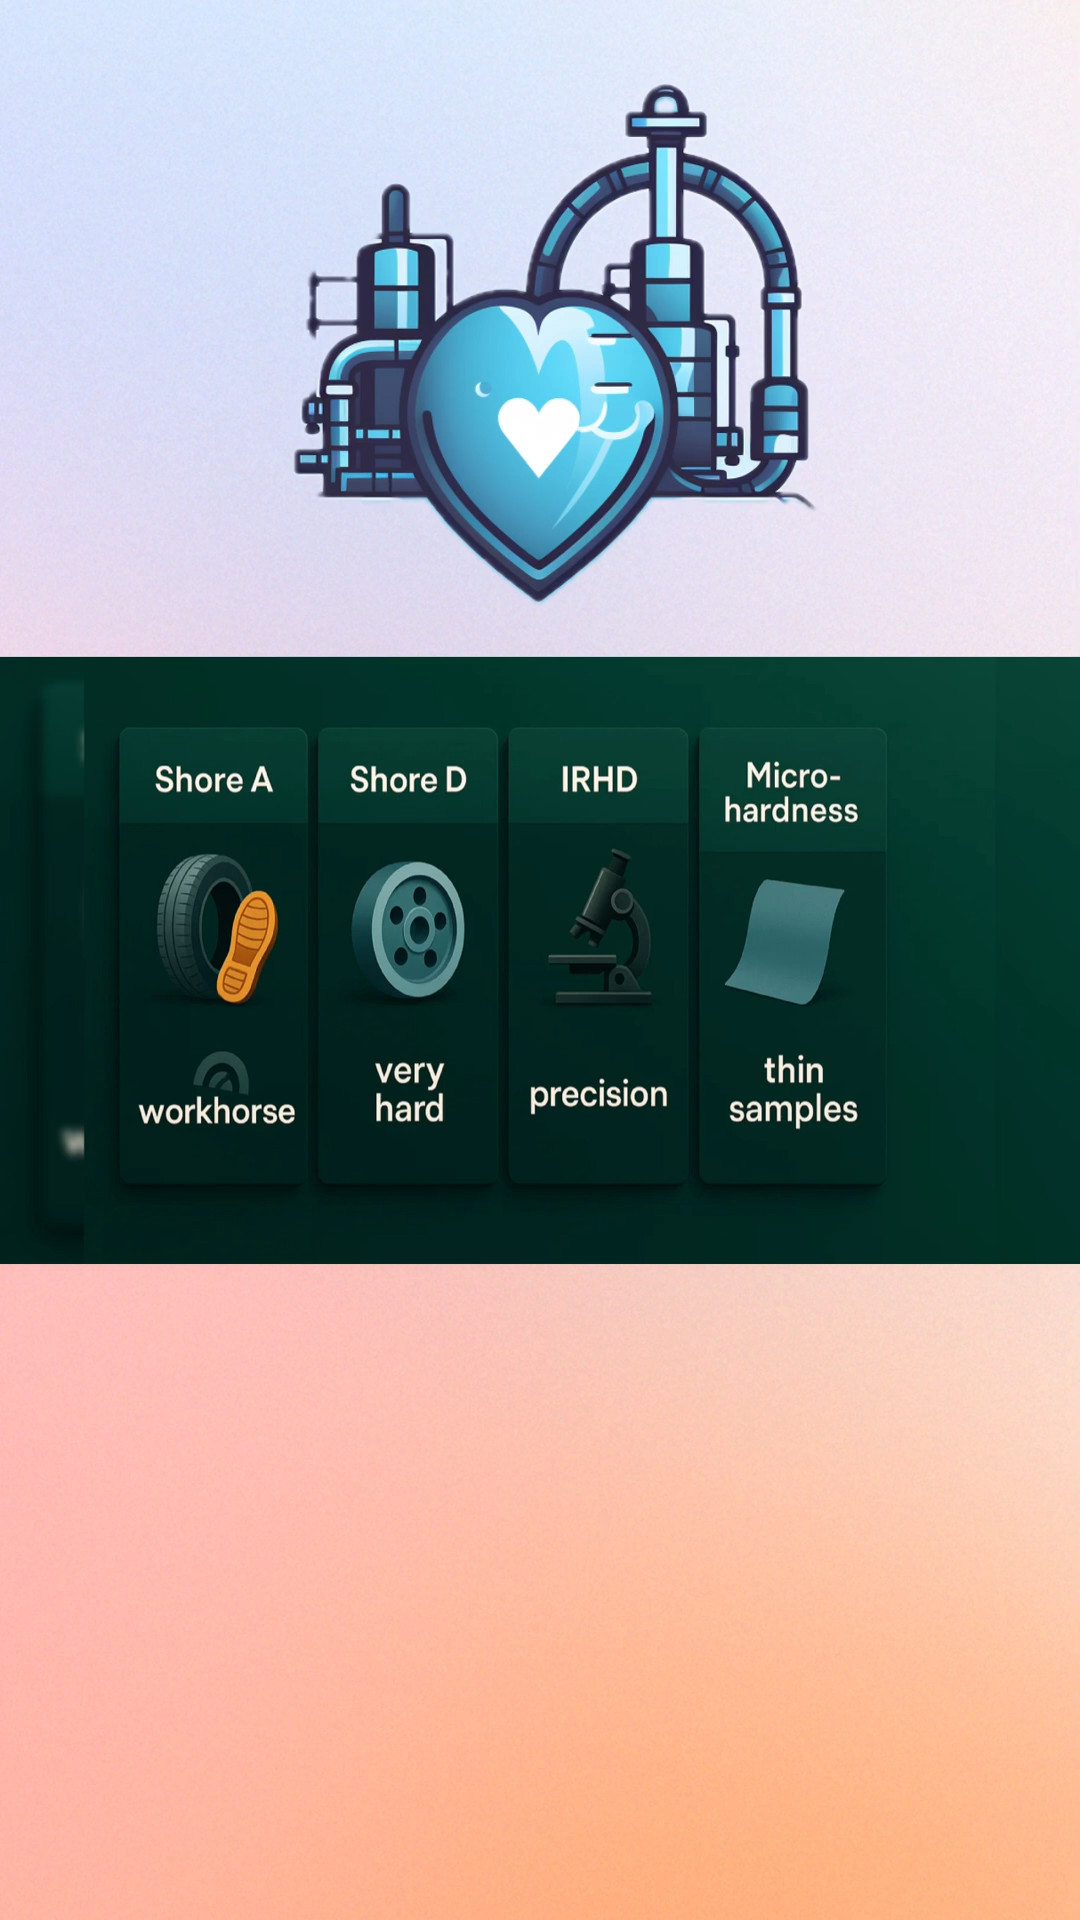 Shore A
workhorse
Shore D
very
hard
IRHD
precision
Micro-
hardness
thin
samples